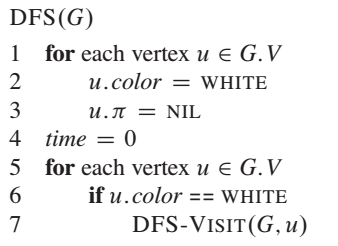 DFS(G)
1 for each vertex u ∈ G.V
2 u.color = WHITE
3 u.π = NIL
4 time = 0
5 for each vertex u ∈ G.V
6 if u.color == WHITE
7 DFS-VISIT(G, u)